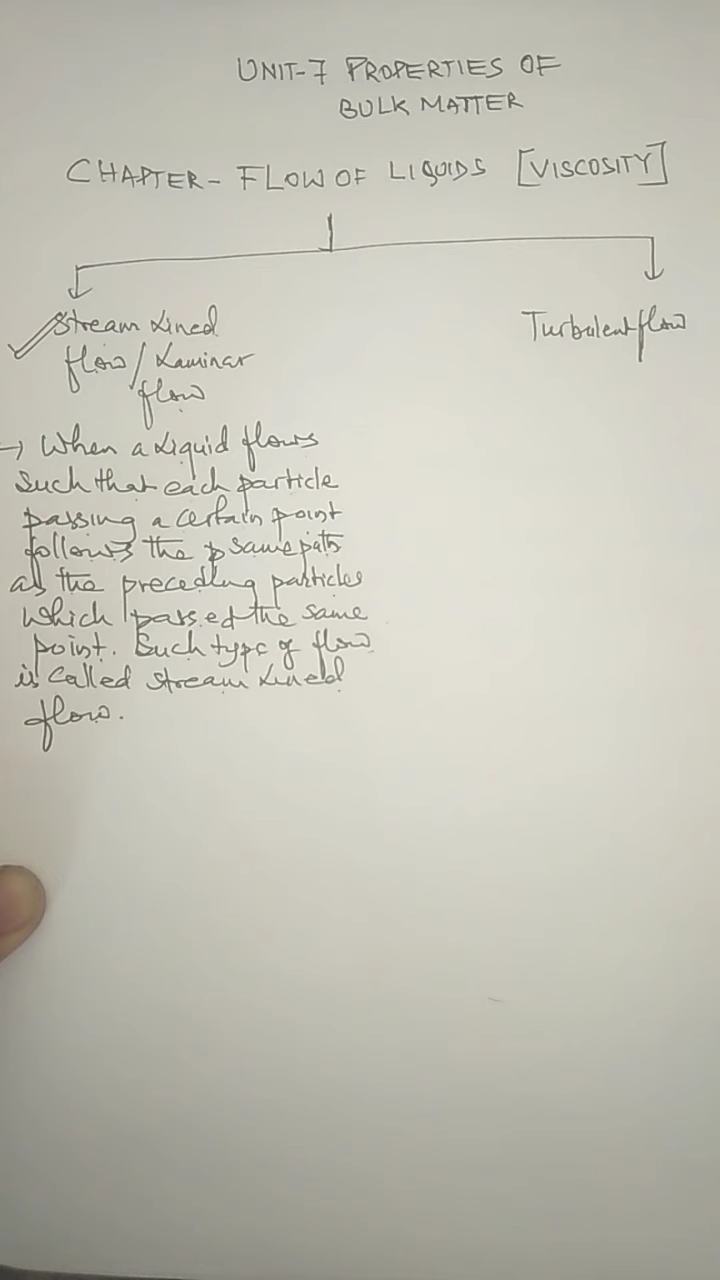 UNIT-7 PROPERTIES OF
BULK MATTER
CHAPTER- FLOW OF LIQUIDS [VISCOSITY]
Stream Lined
flow/Laminar
flow
Turbulent flow
→ When a Liquid flows
Such that each particle
passing a certain point
follows the same path
as the preceding particles
which passed the same
point. Such type of flow
is called stream Lined
flow.